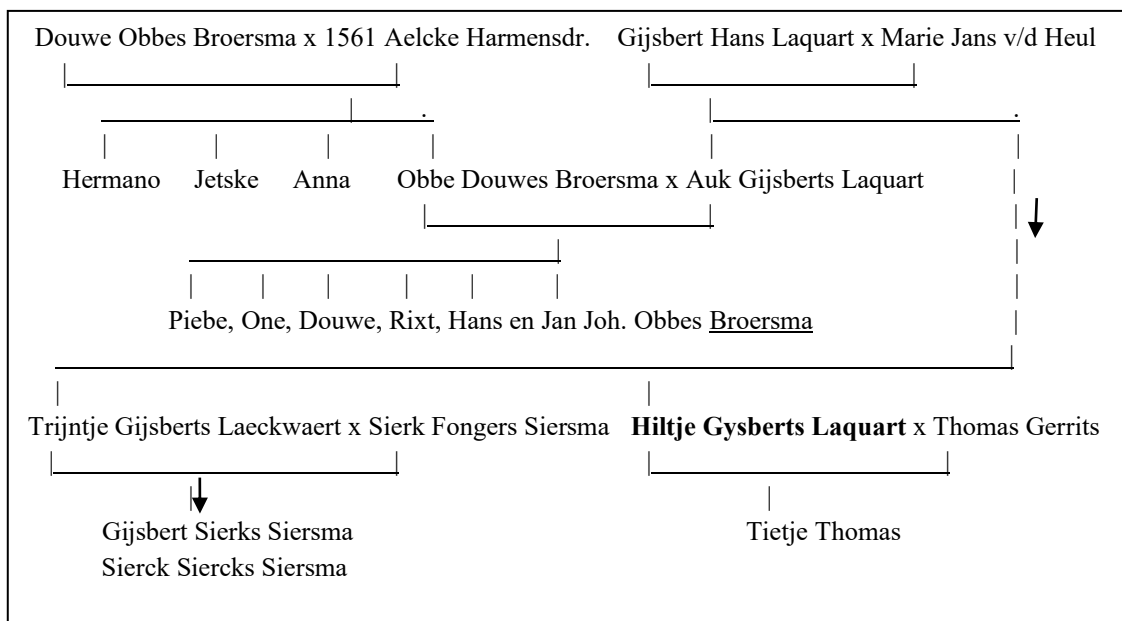 Douwe Obbes Broersma x 1561 Aelcke Harmensdr. Gijsbert Hans Laquart x Marie Jans v/d Heul
Hermano Jetske Anna Obbe Douwes Broersma x Auk Gijsberts Laquart
Piebe, One, Douwe, Rixt, Hans en Jan Joh. Obbes Broersma
Trijntje Gijsberts Laeckwaert x Sierk Fongers Siersma Hiltje Gysberts Laquart x Thomas Gerrits
Gijsbert Sierks Siersma Tietje Thomas
Sierck Siercks Siersma